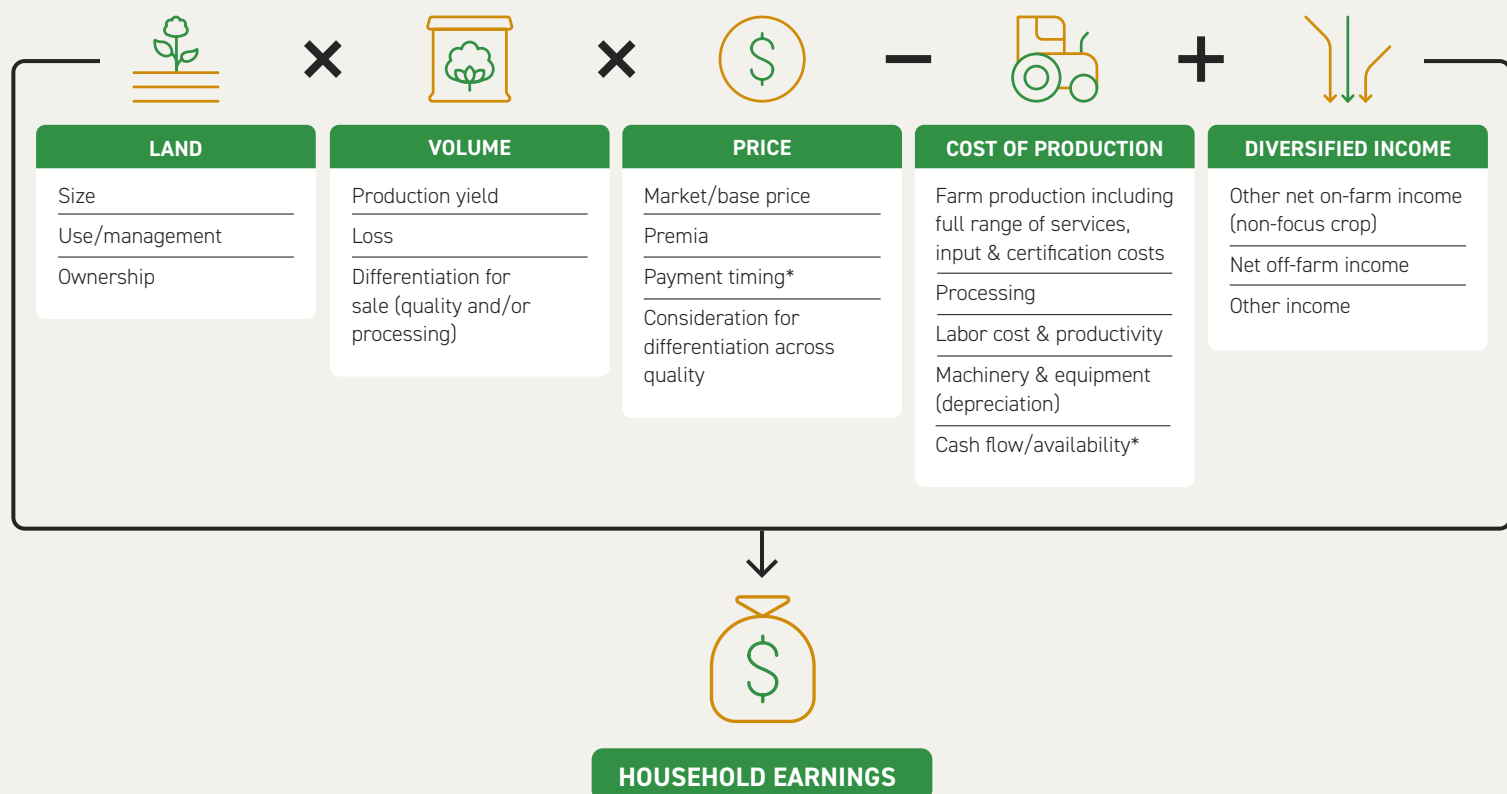 LAND
Size
Use/management
Ownership
VOLUME
Production yield
Loss
Differentiation for
sale (quality and/or
processing)
PRICE
Market/base price
Premia
Payment timing*
Consideration for
differentiation across
quality
COST OF PRODUCTION
Farm production including
full range of services,
input & certification costs
Processing
Labor cost & productivity
Machinery & equipment
(depreciation)
Cash flow/availability*
DIVERSIFIED INCOME
Other net on-farm income
(non-focus crop)
Net off-farm income
Other income
HOUSEHOLD EARNINGS